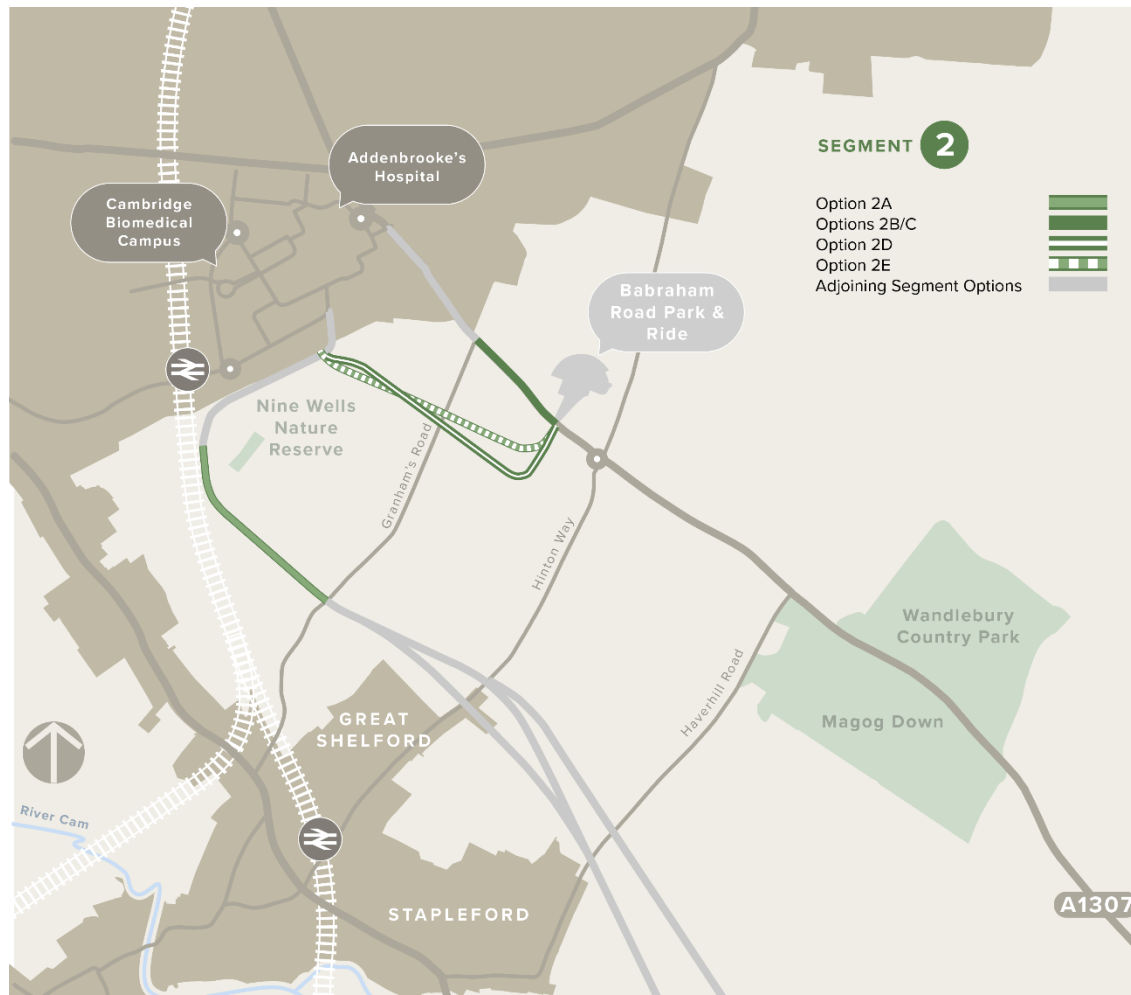 SEGMENT 2
Option 2A
Options 2B/C
Option 2D
Option 2E
Adjoining Segment Options
Addenbrooke's
Hospital
Cambridge
Biomedical
Campus
Babraham
Road Park &
Ride
Nine Wells
Nature
Reserve
Granham's Road
Hinton Way
Haverhill Road
Wandlebury
Country Park
Magog Down
GREAT
SHELFORD
River Cam
STAPLEFORD
A1307